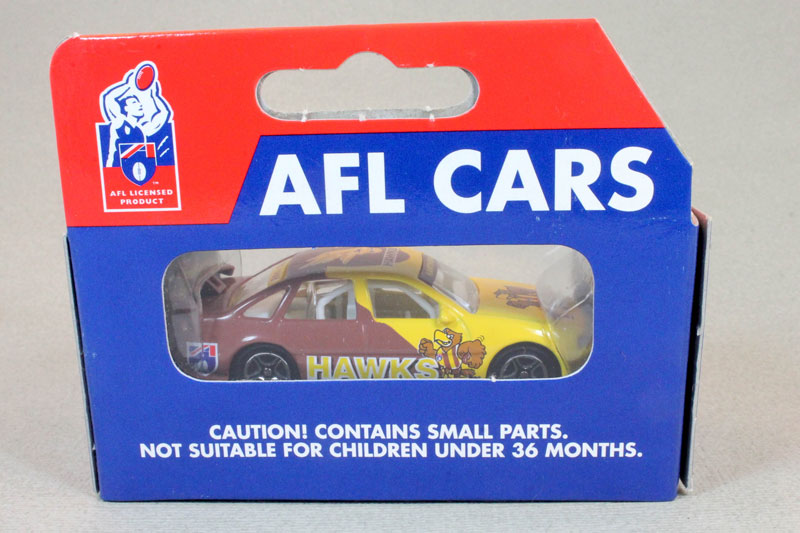 AFL LICENSED
PRODUCT
AFL CARS
HAWKS
CAUTION! CONTAINS SMALL PARTS.
NOT SUITABLE FOR CHILDREN UNDER 36 MONTHS.